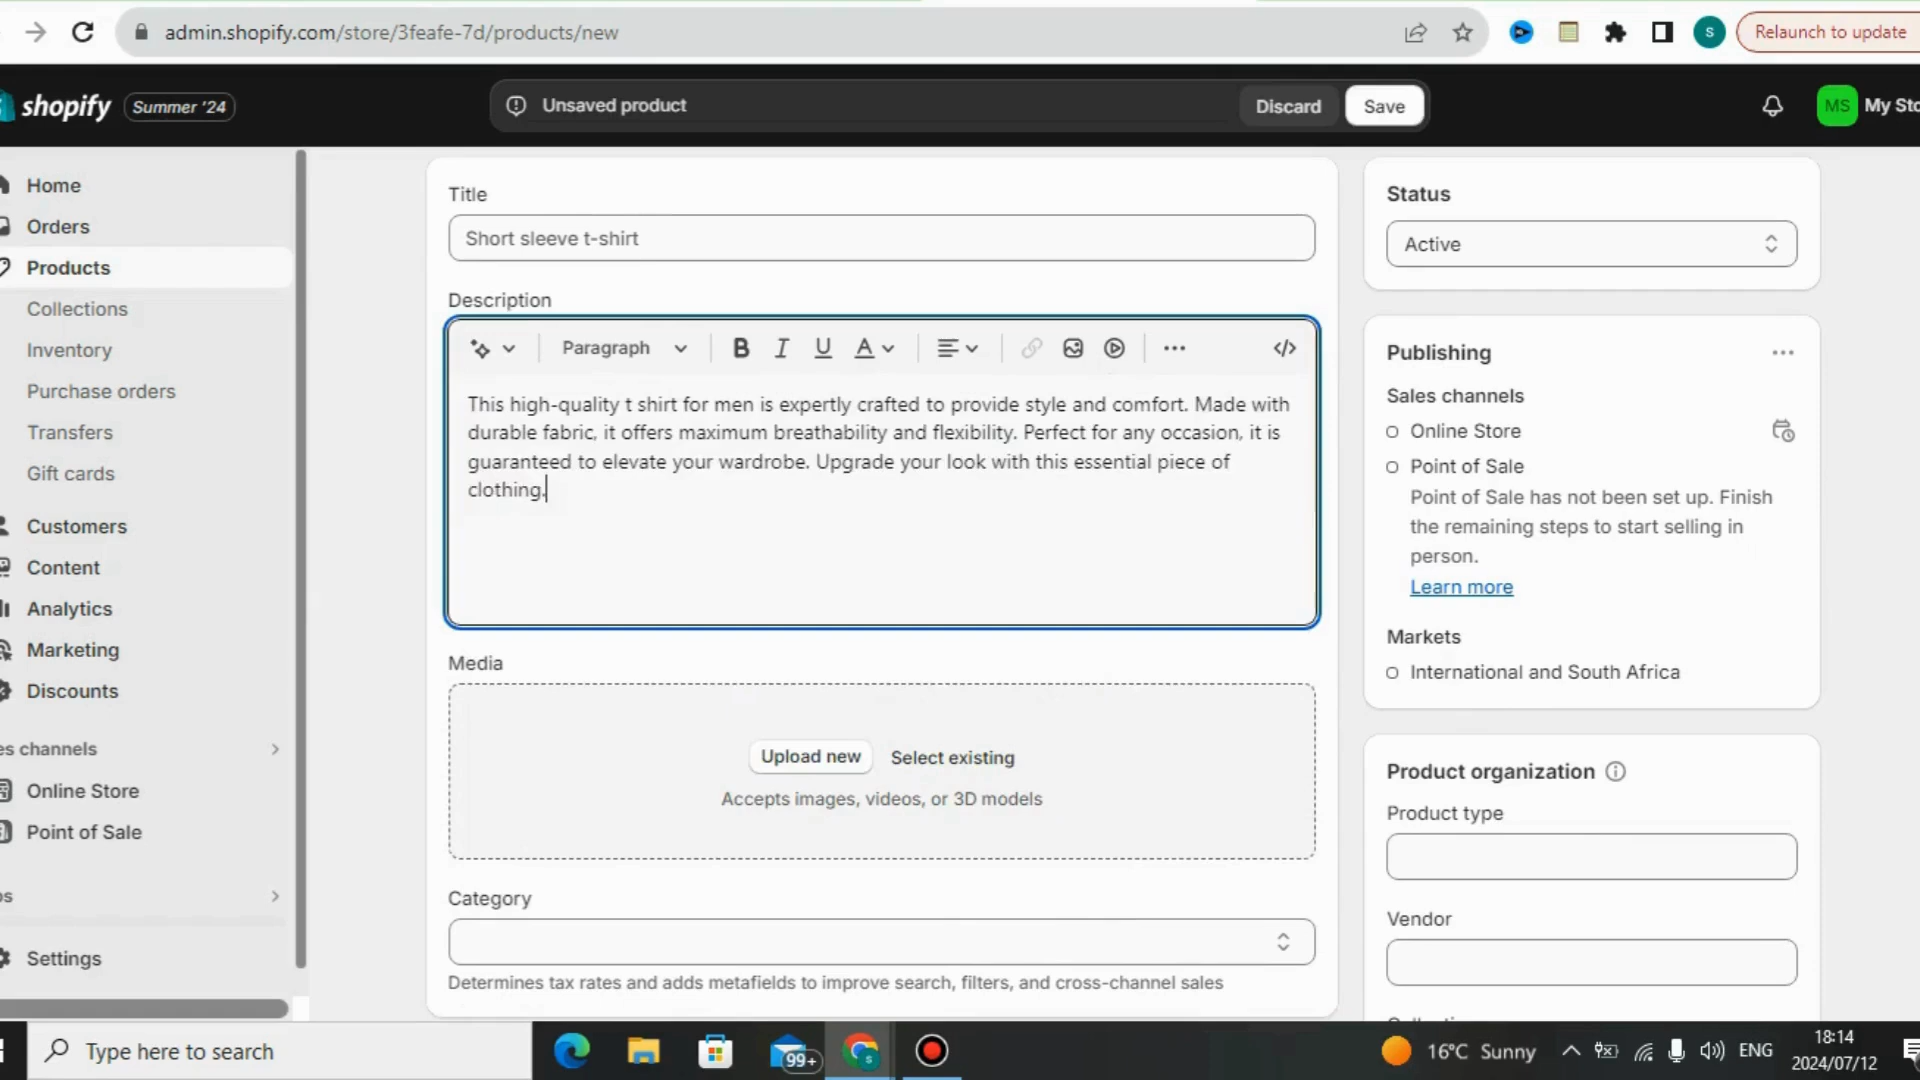 admin.shopify.com/store/3feafe-7d/products/new
S
Relaunch to update
shopify
Summer '24
Unsaved product
Discard
Save
MS
My Sto
Home
Orders
Products
Collections
Inventory
Purchase orders
Transfers
Gift cards
Customers
Content
Analytics
Marketing
Discounts
es channels
Online Store
Point of Sale
os
Settings
Title
Short sleeve t-shirt
Description
Paragraph
B I U A
This high-quality t shirt for men is expertly crafted to provide style and comfort. Made with
durable fabric, it offers maximum breathability and flexibility. Perfect for any occasion, it is
guaranteed to elevate your wardrobe. Upgrade your look with this essential piece of
clothing.
Media
Upload new
Select existing
Accepts images, videos, or 3D models
Category
Determines tax rates and adds metafields to improve search, filters, and cross-channel sales
Status
Active
Publishing
Sales channels
Online Store
Point of Sale
Point of Sale has not been set up. Finish
the remaining steps to start selling in
person.
Learn more
Markets
International and South Africa
Product organization
Product type
Vendor
Type here to search
99+
16°C Sunny
ENG
18:14
2024/07/12